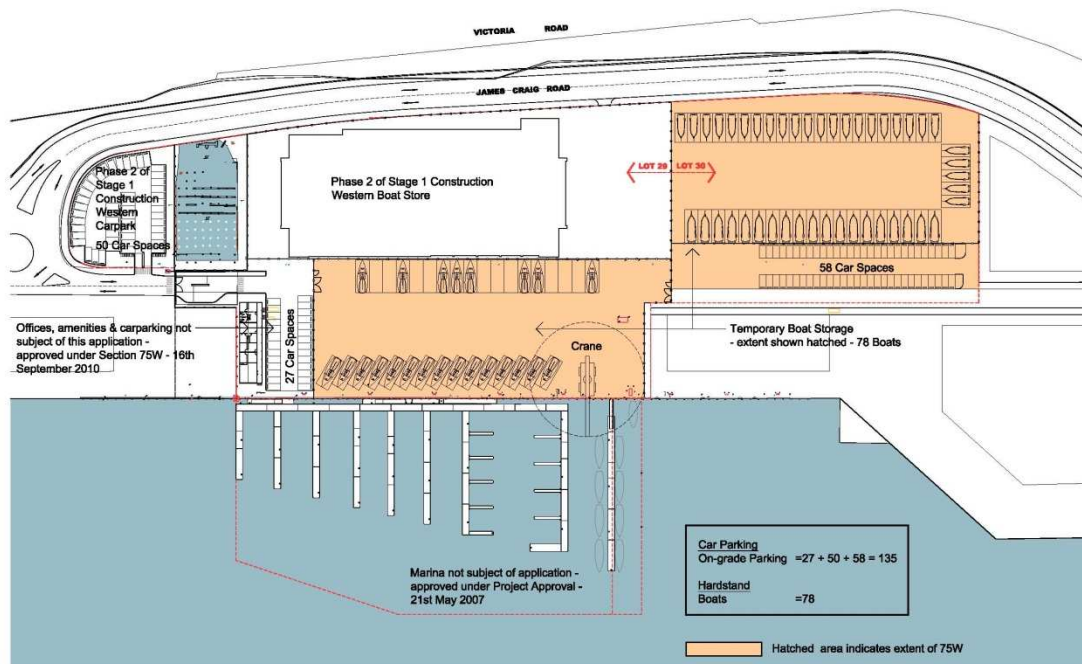 VICTORIA ROAD
JAMES CRAIG ROAD
Phase 2 of
Stage 1
Construction
Western
Carpark
50 Car Spaces
Phase 2 of Stage 1 Construction
Western Boat Store
LOT 29 LOT 30
58 Car Spaces
Offices, amenities & carparking not
subject of this application -
approved under Section 75W - 16th
September 2010
27 Car Spaces
Crane
Temporary Boat Storage
- extent shown hatched - 78 Boats
Marina not subject of application -
approved under Project Approval -
21st May 2007
Car Parking
On-grade Parking =27 + 50 + 58 = 135
Hardstand
Boats =78
Hatched area indicates extent of 75W